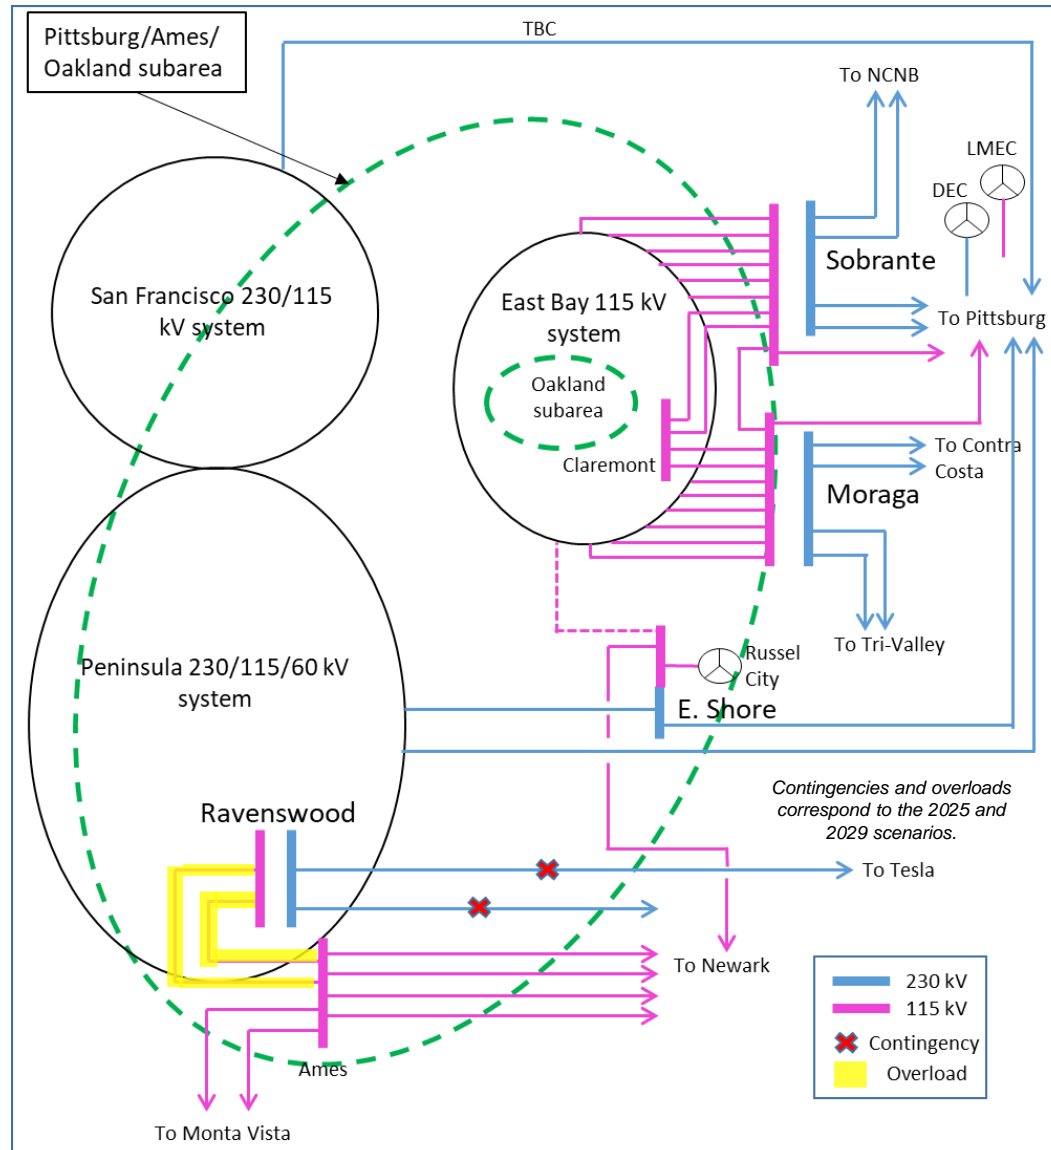 Pittsburg/Ames/
Oakland subarea
TBC
To NCNB
LMEC
DEC
San Francisco 230/115
kV system
East Bay 115 kV
system
Sobrante
To Pittsburg
Oakland
subarea
Claremont
To Contra
Costa
Moraga
To Tri-Valley
Peninsula 230/115/60 kV
system
Russel
City
E. Shore
Contingencies and overloads
correspond to the 2025 and
2029 scenarios.
Ravenswood
To Tesla
To Newark
230 kV
115 kV
Contingency
Overload
Ames
To Monta Vista